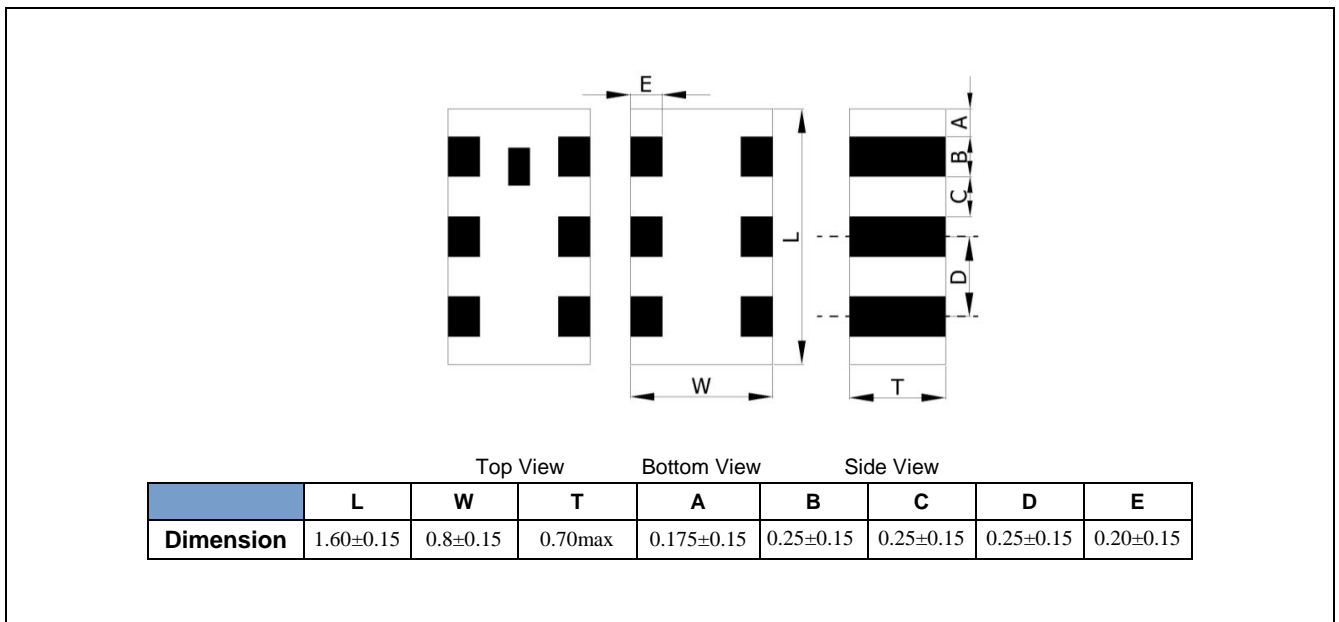 E
A
B
C
L
D
W
T
Top View Bottom View Side View
L W T A B C D E
Dimension 1.60±0.15 0.8±0.15 0.70max 0.175±0.15 0.25±0.15 0.25±0.15 0.25±0.15 0.20±0.15